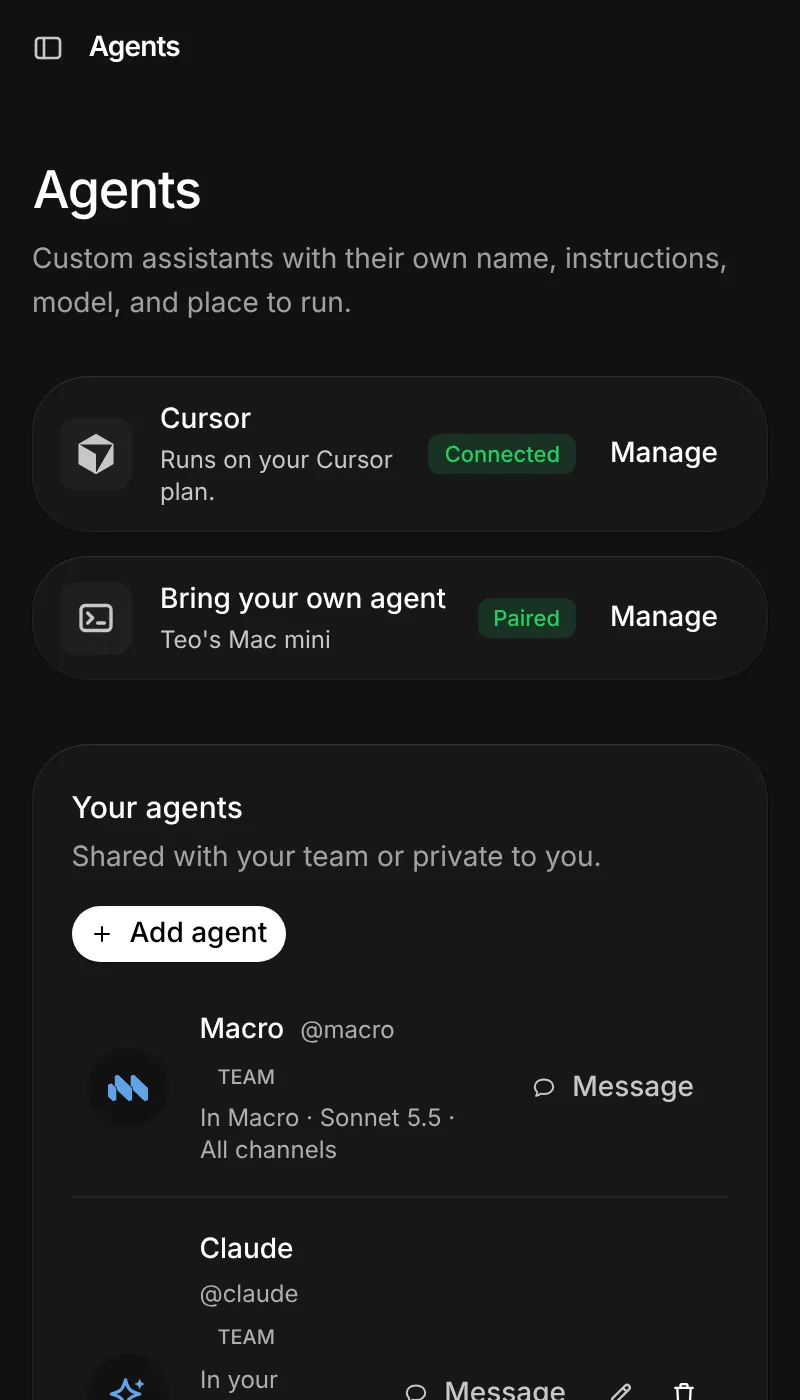 Agents
Agents
Custom assistants with their own name, instructions,
model, and place to run.
Cursor
Runs on your Cursor
plan.
Connected
Manage
Bring your own agent
Teo's Mac mini
Paired
Manage
Your agents
Shared with your team or private to you.
+ Add agent
Macro @macro
TEAM
In Macro · Sonnet 5.5 ·
All channels
Message
Claude
@claude
TEAM
In your
Message